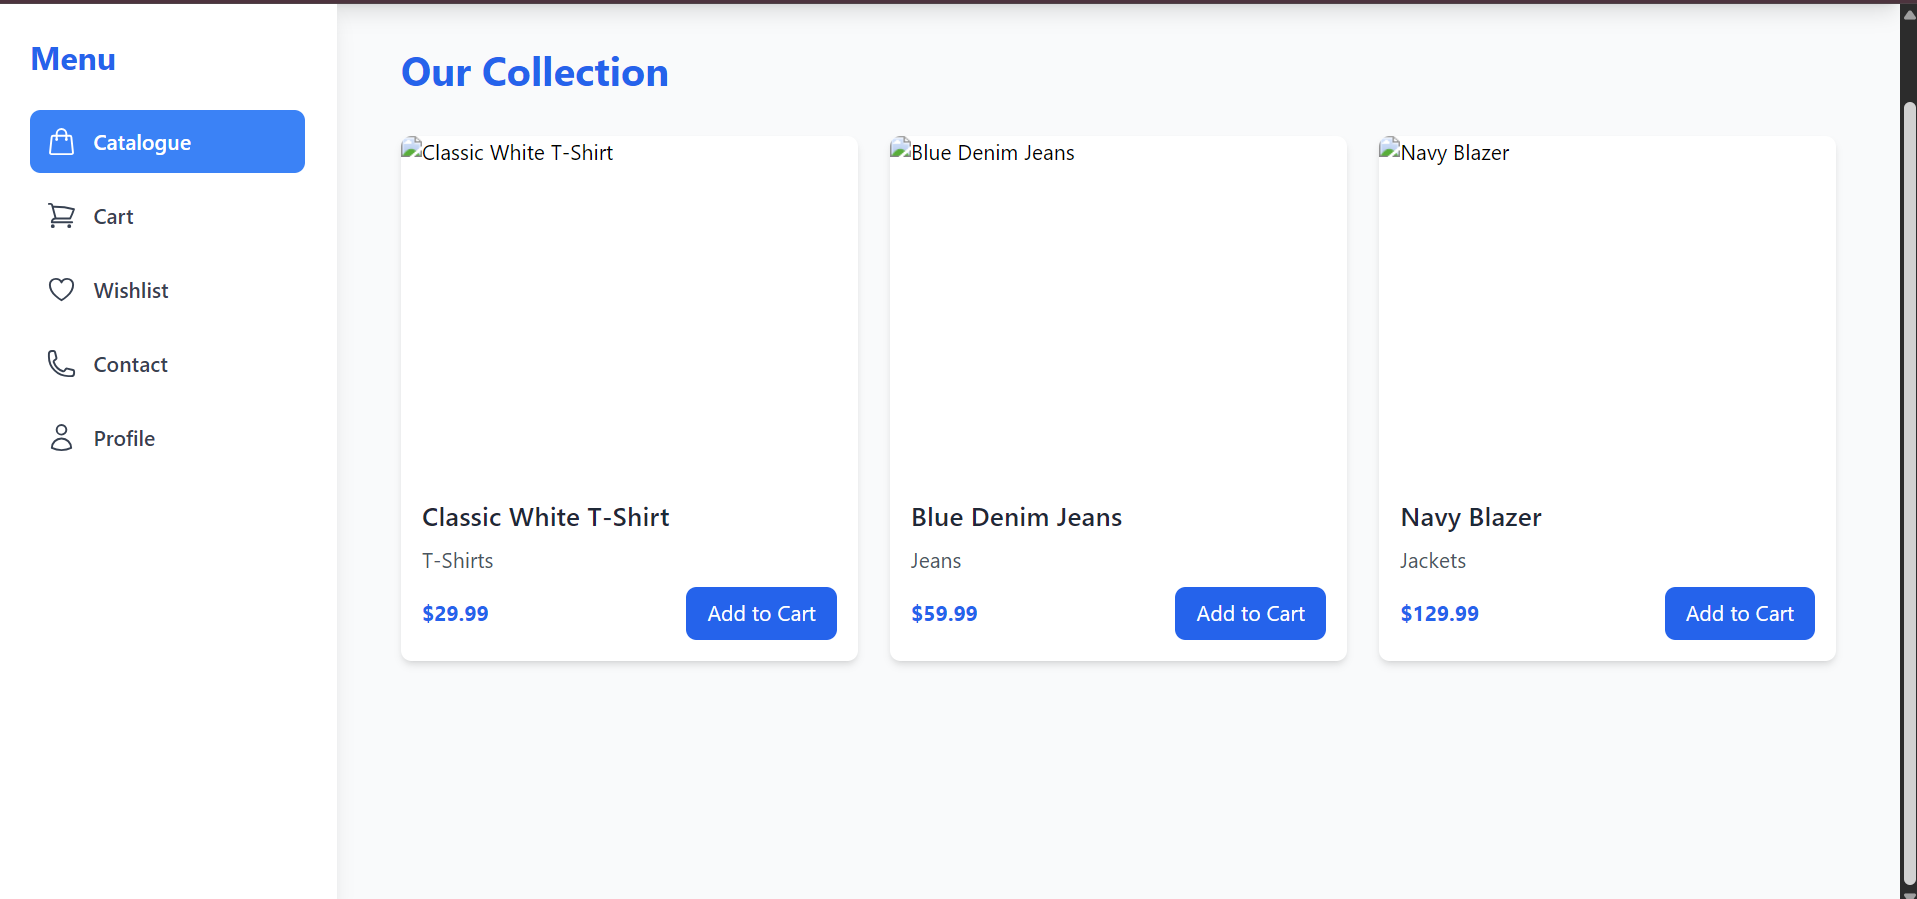 Menu
Catalogue
Cart
Wishlist
Contact
Profile
Our Collection
Classic White T-Shirt
Classic White T-Shirt
T-Shirts
$29.99
Add to Cart
Blue Denim Jeans
Blue Denim Jeans
Jeans
$59.99
Add to Cart
Navy Blazer
Navy Blazer
Jackets
$129.99
Add to Cart